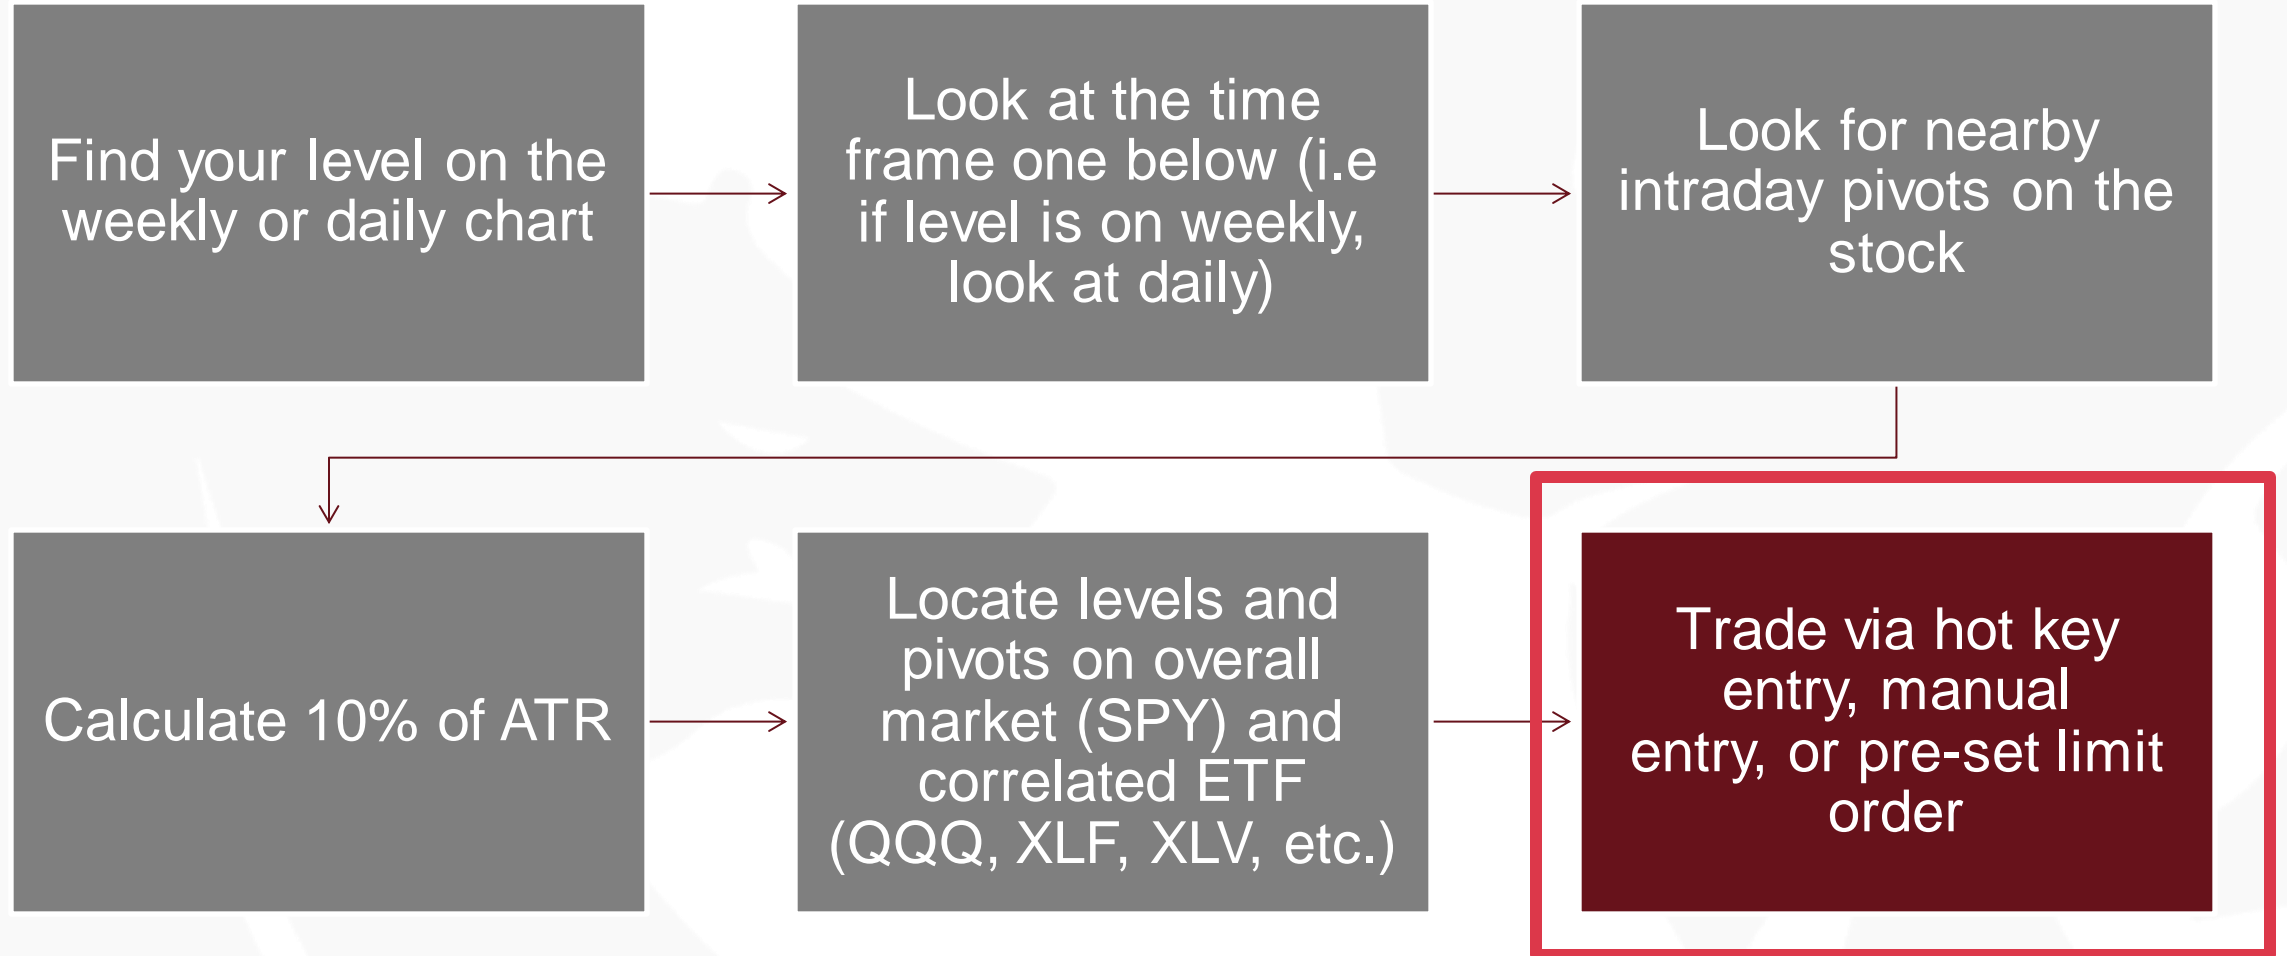 Find your level on the
weekly or daily chart
Look at the time
frame one below (i.e
if level is on weekly,
look at daily)
Look for nearby
intraday pivots on the
stock
Calculate 10% of ATR
Locate levels and
pivots on overall
market (SPY) and
correlated ETF
(QQQ, XLF, XLV, etc.)
Trade via hot key
entry, manual
entry, or pre-set limit
order